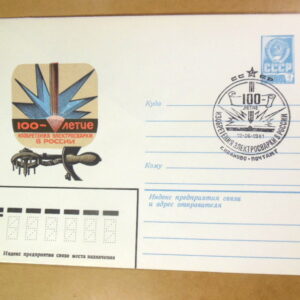 100-ЛЕТИЕ
ИЗОБРЕТЕНИЯ ЭЛЕКТРОСВАРКИ
В РОССИИ
СССР
СССР
100-
ЛЕТИЕ
ИЗОБРЕТЕНИЯ ЭЛЕКТРОСВАРКИ В РОССИИ
ПОЧТАМТ
Куда
Кому
Индекс предприятия связи
и адрес отправителя
Индекс предприятия связи места назначения